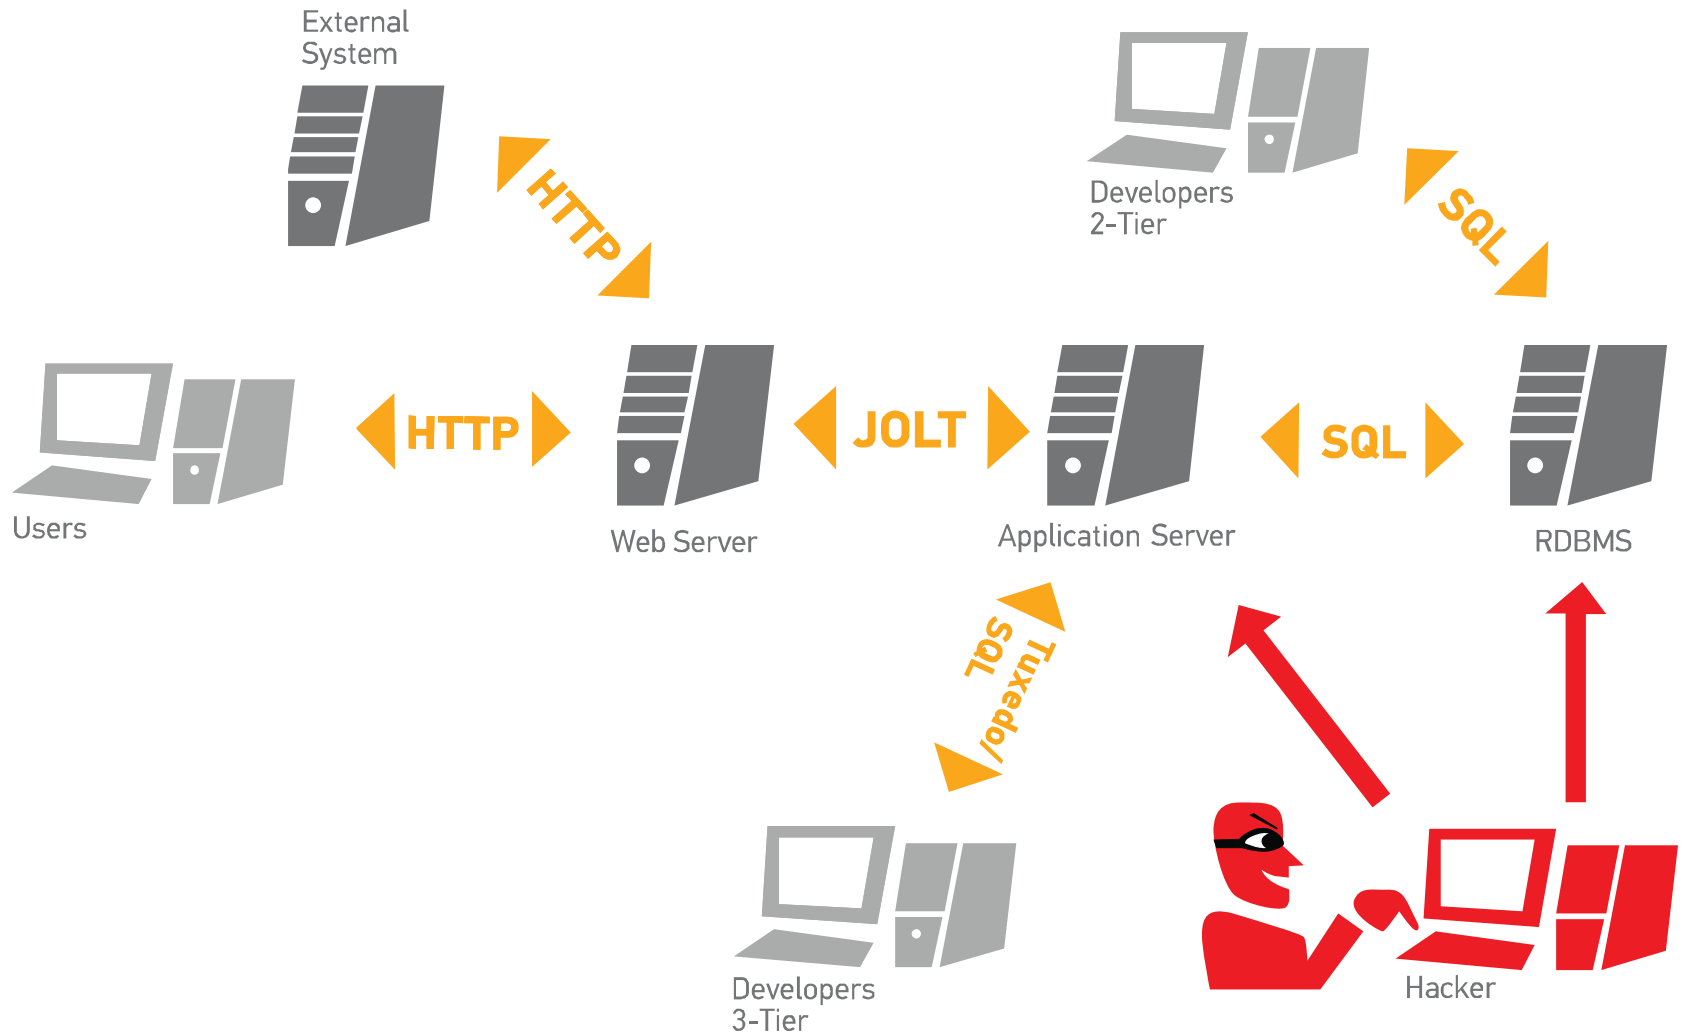 External
System
HTTP
Developers
2-Tier
SQL
Users
HTTP
Web Server
JOLT
Application Server
SQL
RDBMS
Tuxedo/
SQL
Developers
3-Tier
Hacker